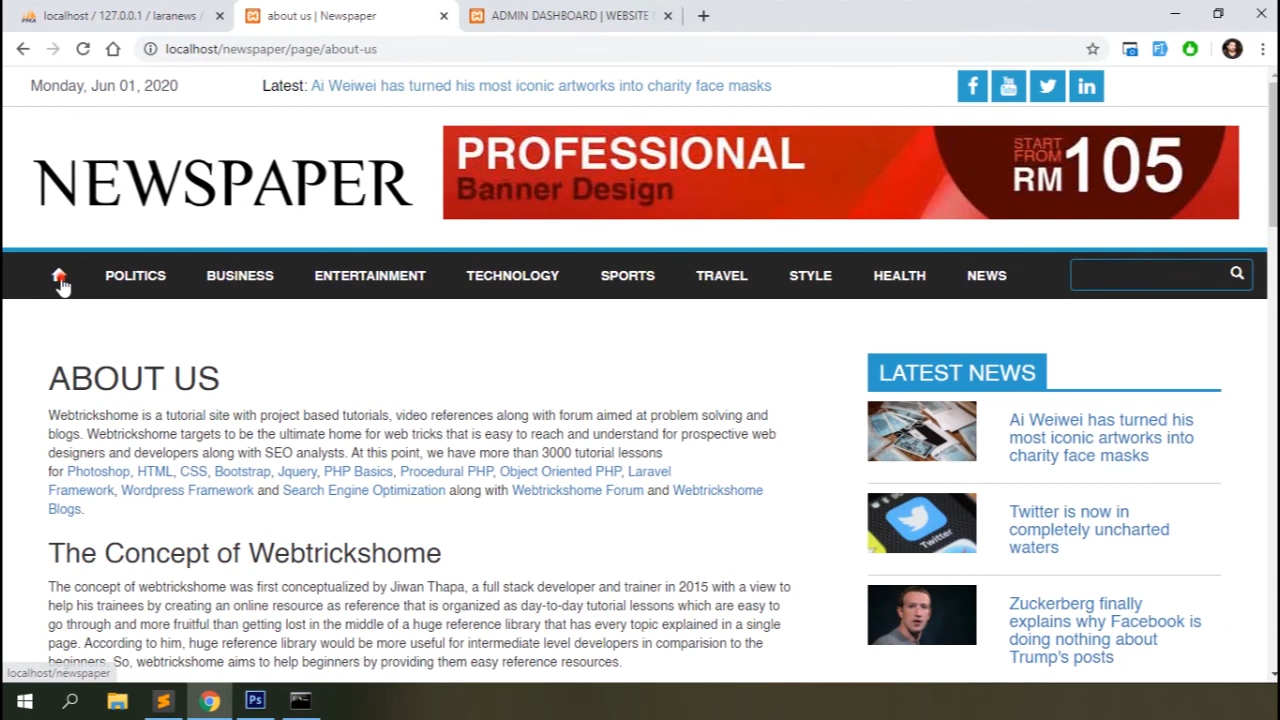 localhost / 127.0.0.1 / laranews /
about us | Newspaper
ADMIN DASHBOARD | WEBSITE
localhost/newspaper/page/about-us
Monday, Jun 01, 2020
Latest: Ai Weiwei has turned his most iconic artworks into charity face masks
NEWSPAPER
PROFESSIONAL
Banner Design
START
FROM
RM105
POLITICS BUSINESS ENTERTAINMENT TECHNOLOGY SPORTS TRAVEL STYLE HEALTH NEWS
ABOUT US
Webtrickshome is a tutorial site with project based tutorials, video references along with forum aimed at problem solving and
blogs. Webtrickshome targets to be the ultimate home for web tricks that is easy to reach and understand for prospective web
designers and developers along with SEO analysts. At this point, we have more than 3000 tutorial lessons
for Photoshop, HTML, CSS, Bootstrap, Jquery, PHP Basics, Procedural PHP, Object Oriented PHP, Laravel
Framework, Wordpress Framework and Search Engine Optimization along with Webtrickshome Forum and Webtrickshome
Blogs.
The Concept of Webtrickshome
The concept of webtrickshome was first conceptualized by Jiwan Thapa, a full stack developer and trainer in 2015 with a view to
help his trainees by creating an online resource as reference that is organized as day-to-day tutorial lessons which are easy to
go through and more fruitful than getting lost in the middle of a huge reference library that has every topic explained in a single
page. According to him, huge reference library would be more useful for intermediate level developers in comparision to the
beginners. So, webtrickshome aims to help beginners by providing them easy reference resources.
LATEST NEWS
Ai Weiwei has turned his
most iconic artworks into
charity face masks
Twitter
Twitter is now in
completely uncharted
waters
Zuckerberg finally
explains why Facebook is
doing nothing about
Trump's posts
localhost/newspaper
Ps